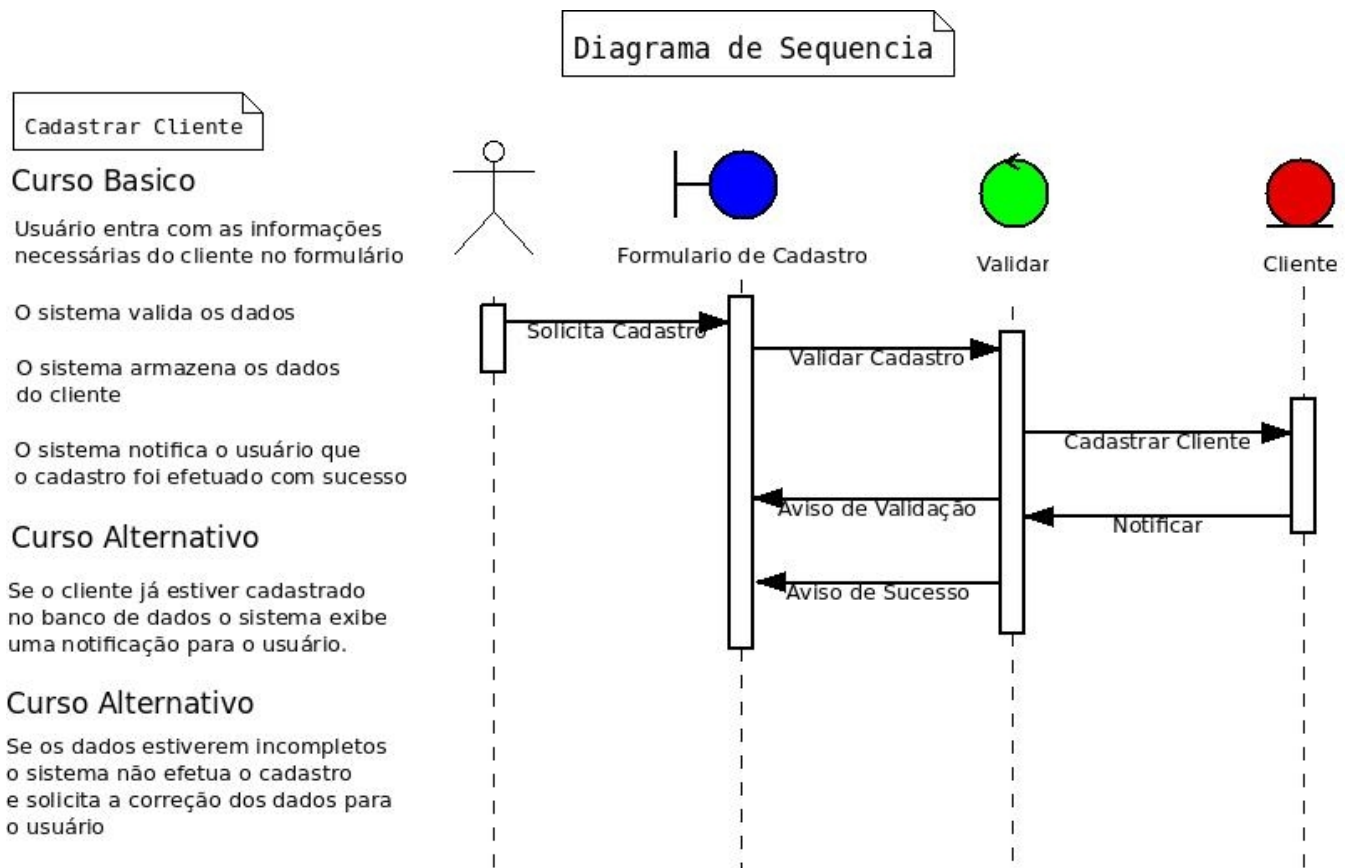 Diagrama de Sequencia
Cadastrar Cliente
Curso Basico
Usuário entra com as informações
necessárias do cliente no formulário
O sistema valida os dados
O sistema armazena os dados
do cliente
O sistema notifica o usuário que
o cadastro foi efetuado com sucesso
Curso Alternativo
Se o cliente já estiver cadastrado
no banco de dados o sistema exibe
uma notificação para o usuário.
Curso Alternativo
Se os dados estiverem incompletos
o sistema não efetua o cadastro
e solicita a correção dos dados para
o usuário
Formulario de Cadastro
Validar
Cliente
Solicita Cadastro
Validar Cadastro
Cadastrar Cliente
Aviso de Validação
Notificar
Aviso de Sucesso